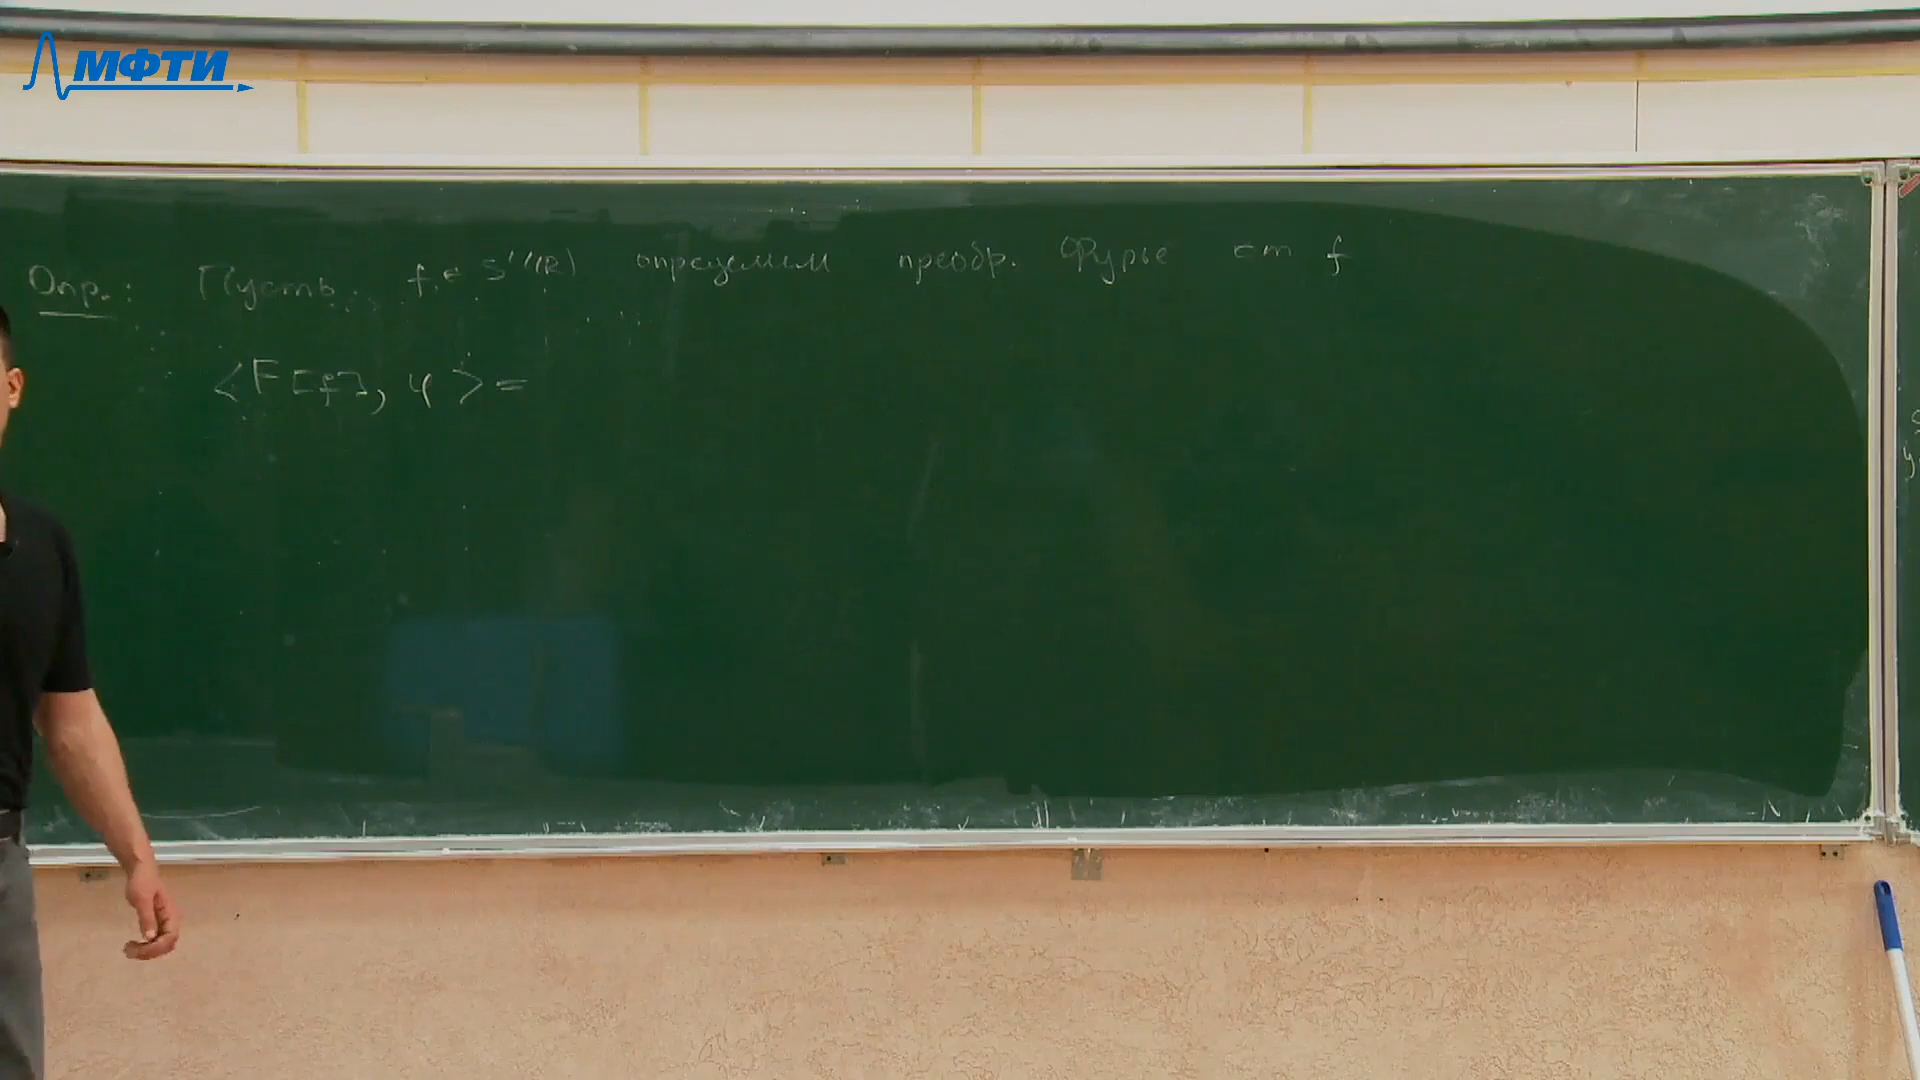 МФТИ
Опр.: Пусть f ∈ S'(ℝ) определим преобр. Фурье от f
<F[f], φ> =